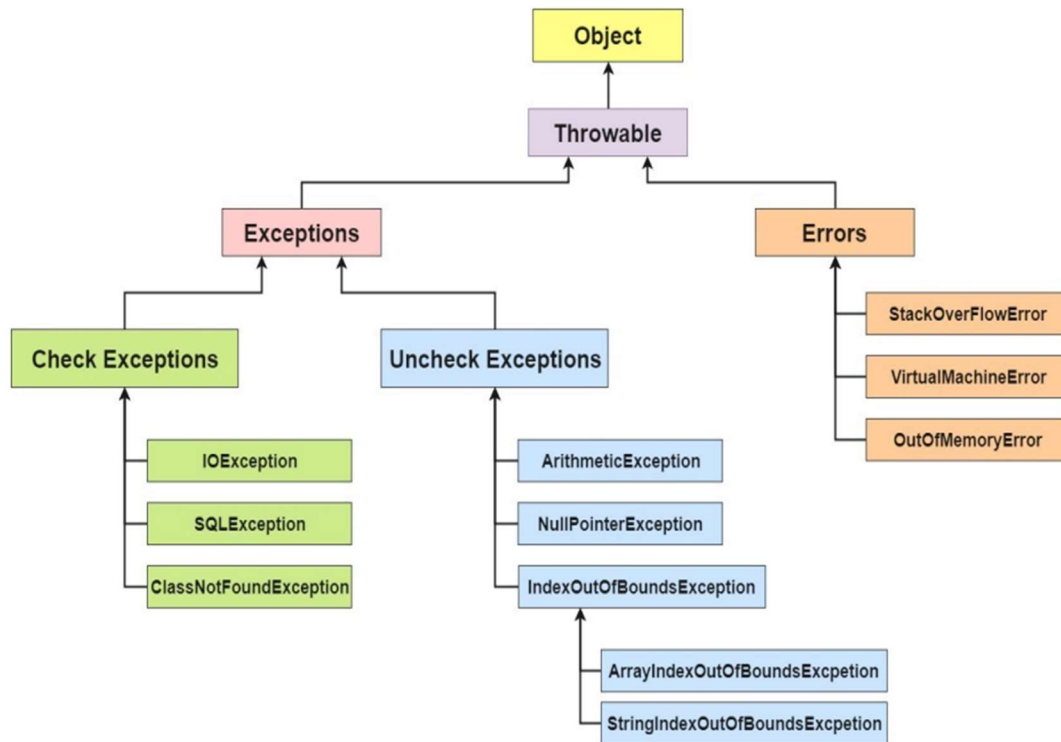 Object
Throwable
Exceptions
Errors
StackOverFlowError
Check Exceptions
Uncheck Exceptions
VirtualMachineError
OutOfMemoryError
IOException
ArithmeticException
SQLException
NullPointerException
ClassNotFoundException
IndexOutOfBoundsException
ArrayIndexOutOfBoundsExcpetion
StringIndexOutOfBoundsExcpetion